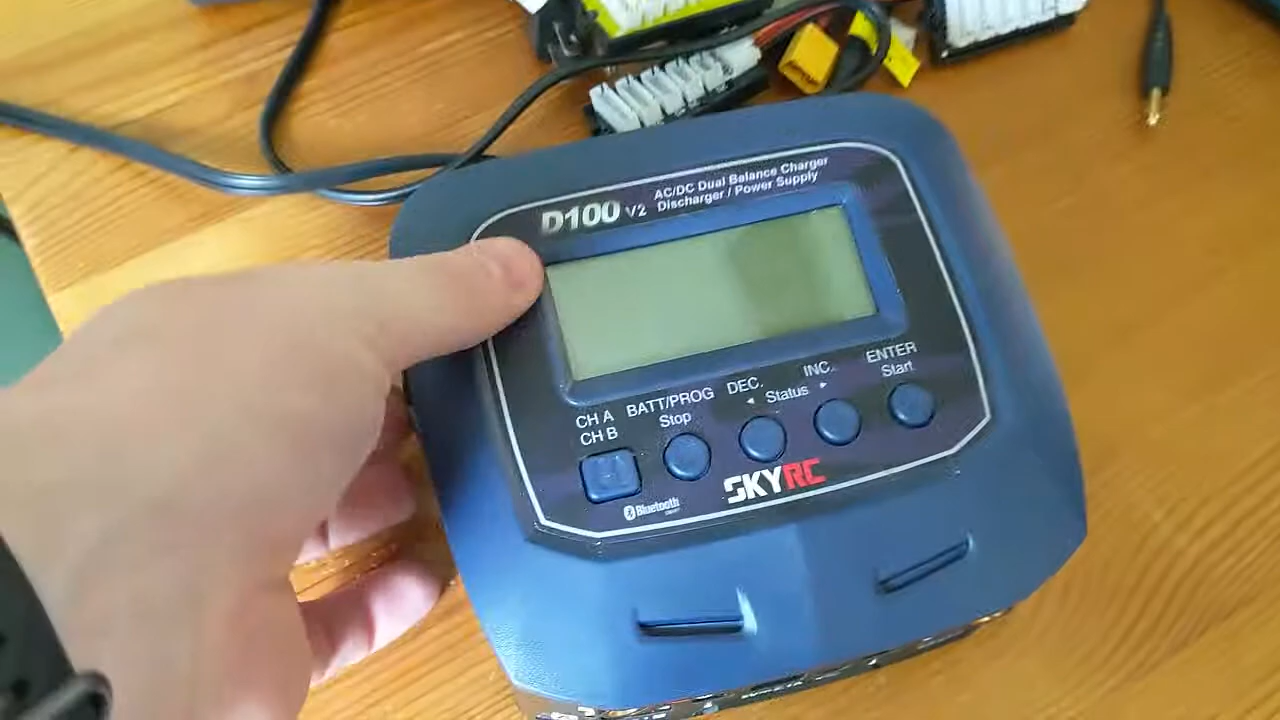 AC/DC Dual Balance Charger
D100 V2 Discharger / Power Supply
CH A BATT/PROG DEC. INC. ENTER
CH B Stop ◄ Status ► Start
SKYRC
BluetooGth